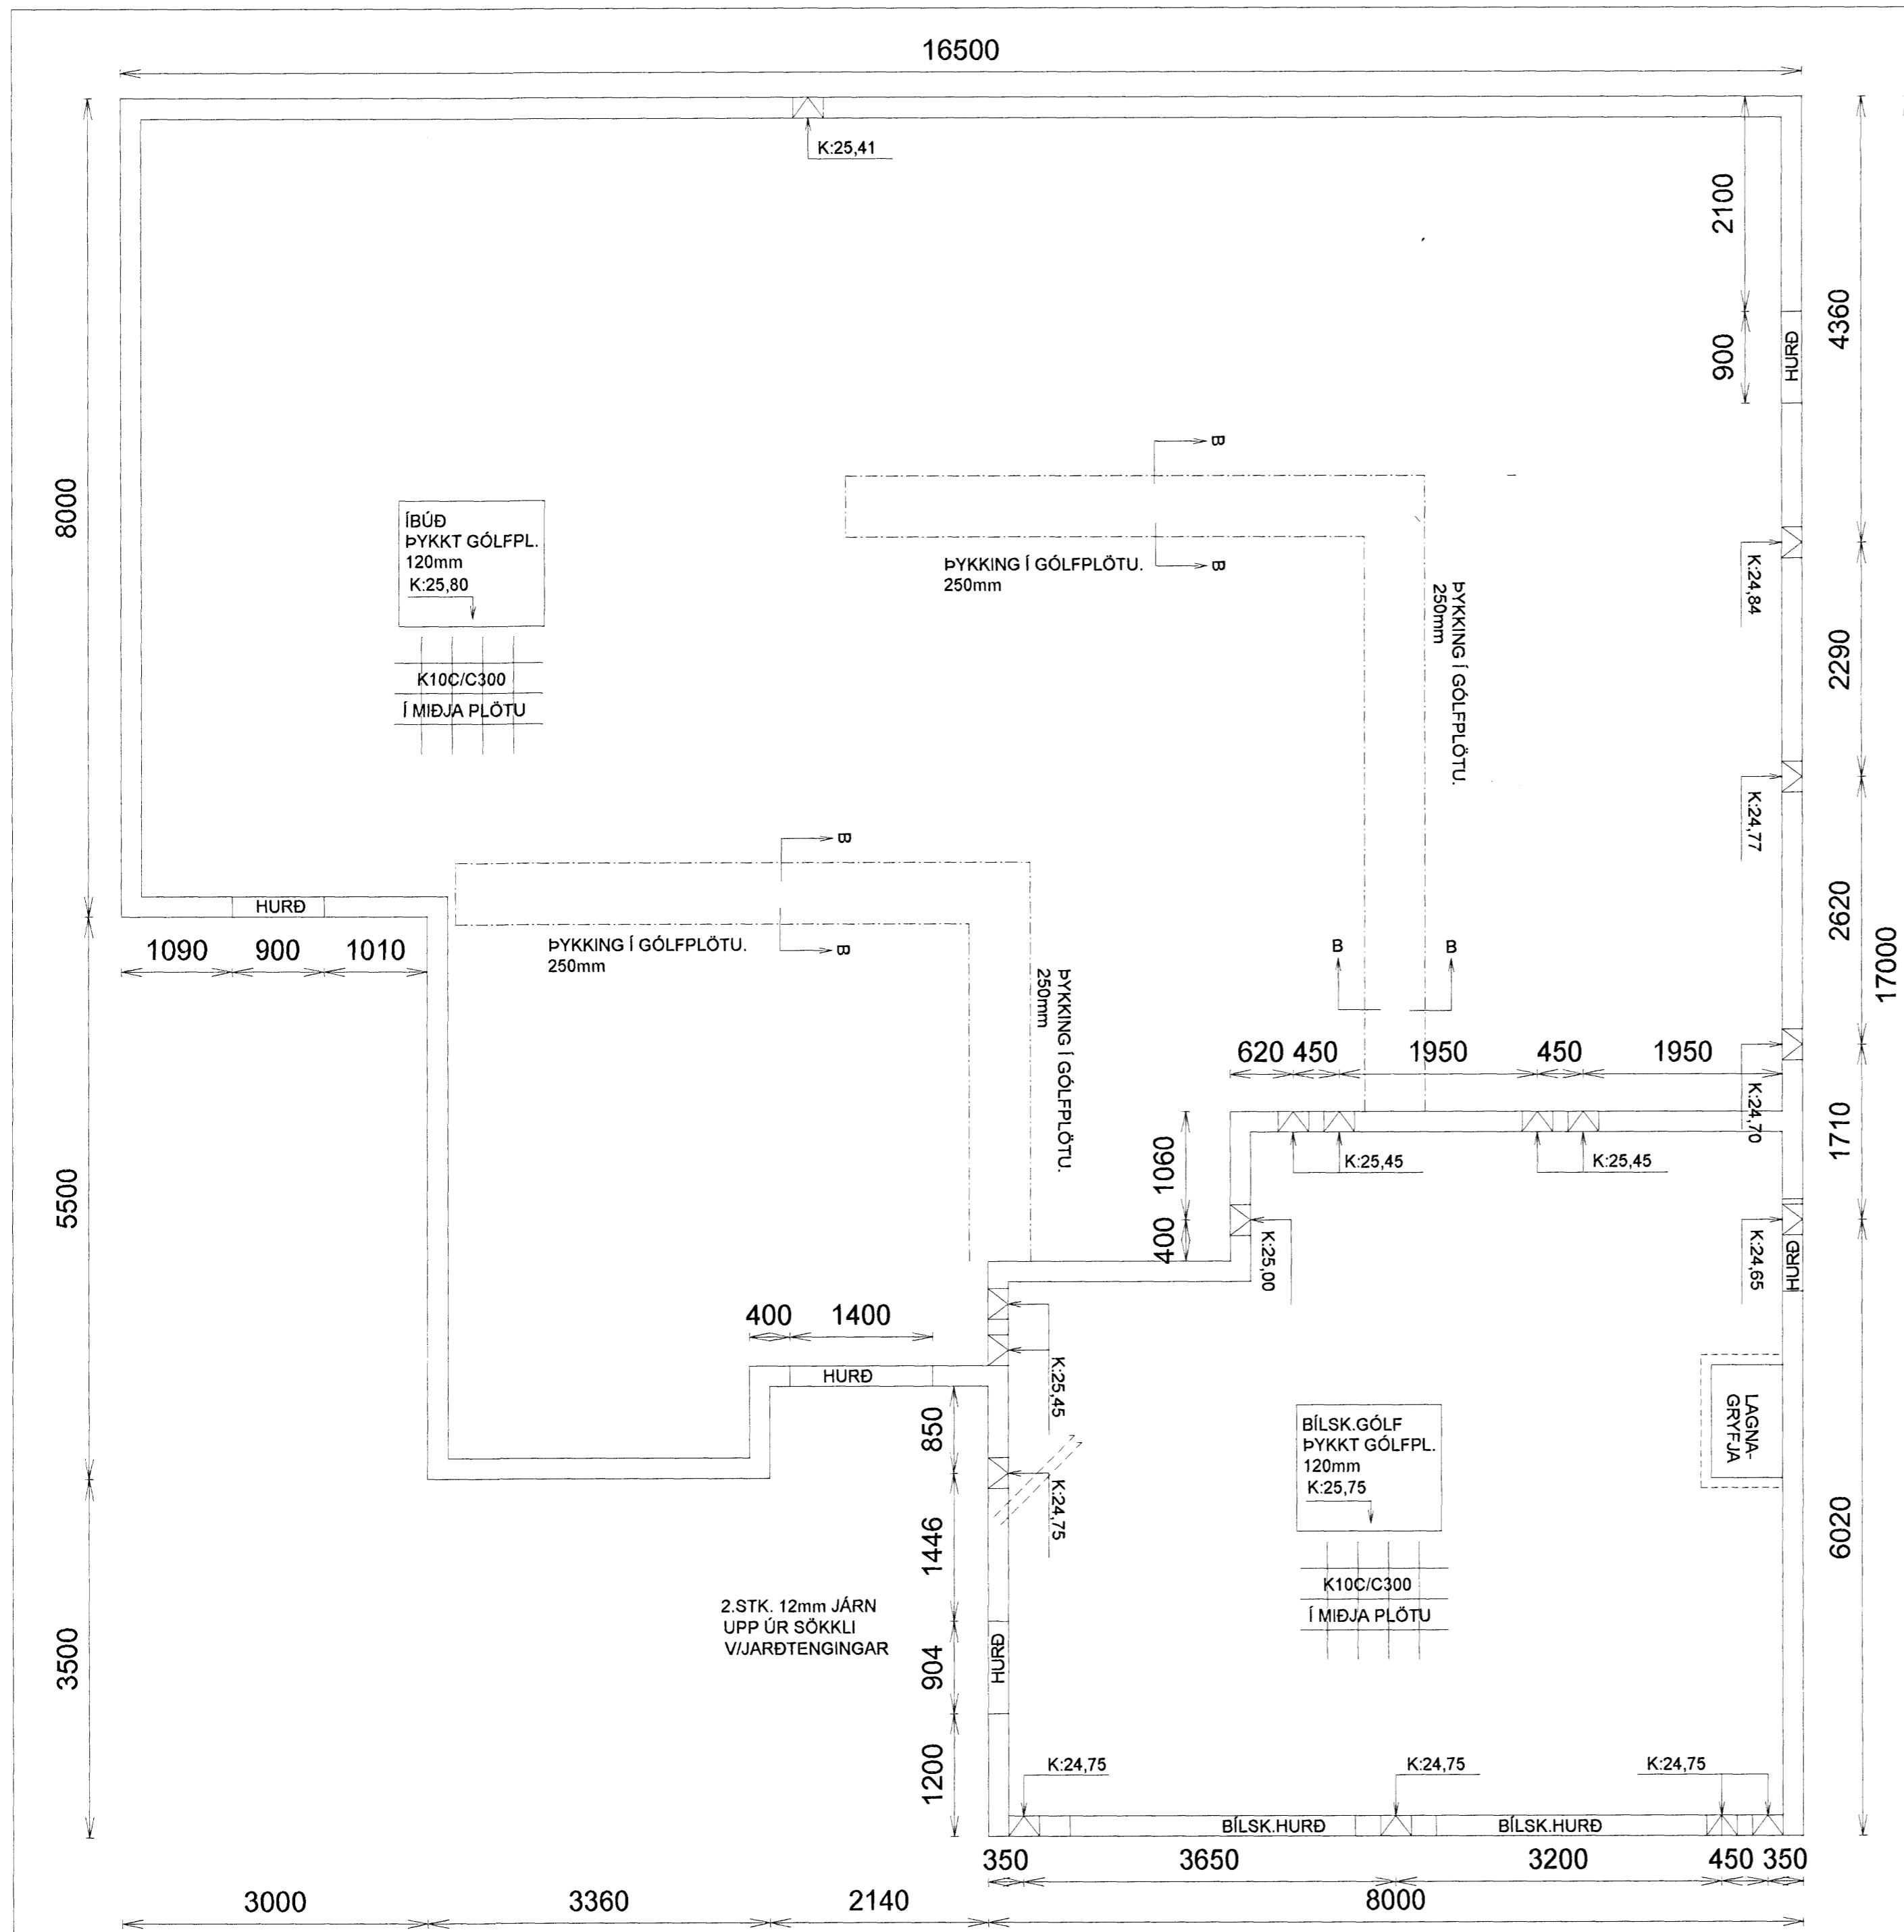 16500
K:25,41
2100
4360
900
HURÐ
B
8000
ÍBÚÐ
ÞYKKT GÓLFPL.
120mm
K:25,80
B
ÞYKKING Í GÓLFPLÖTU.
250mm
K:24,84
ÞYKKING Í GÓLFPLÖTU.
250mm
2290
K10C/C300
Í MIÐJA PLÖTU
K:24,77
B
HURÐ
2620
1090 900 1010
ÞYKKING Í GÓLFPLÖTU.
250mm
B
B B
17000
ÞYKKING Í GÓLFPLÖTU.
250mm
620 450 1950 450 1950
K:24,70
1710
1060
K:25,45
K:25,45
5500
400
K:25,00
K:24,65
HURÐ
400 1400
HURÐ
K:25,45
850
BÍLSK.GÓLF
ÞYKKT GÓLFPL.
120mm
K:25,75
LAGNA-
GRYFJA
K:24,75
1446
6020
K10C/C300
Í MIÐJA PLÖTU
2.STK. 12mm JÁRN
UPP ÚR SÖKKLI
V/JARÐTENGINGAR
3500
904
HURÐ
1200
K:24,75
K:24,75
K:24,75
BÍLSK.HURÐ
BÍLSK.HURÐ
350 3650 3200 450 350
3000 3360 2140 8000